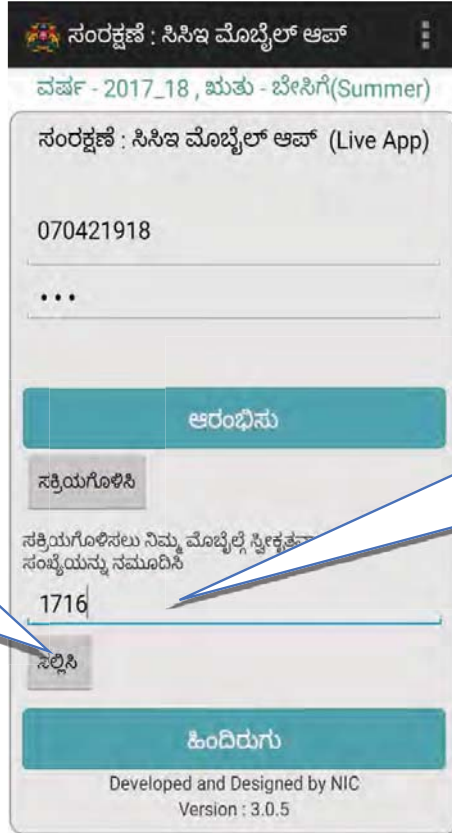 ಸಂರಕ್ಷಣೆ : ಸಿಸಿಇ ಮೊಬೈಲ್ ಆಪ್
ವರ್ಷ - 2017_18 , ಋತು - ಬೇಸಿಗೆ(Summer)
ಸಂರಕ್ಷಣೆ : ಸಿಸಿಇ ಮೊಬೈಲ್ ಆಪ್ (Live App)
070421918
•••
ಆರಂಭಿಸು
ಸಕ್ರಿಯಗೊಳಿಸಿ
ಸಕ್ರಿಯಗೊಳಿಸಲು ನಿಮ್ಮ ಮೊಬೈಲ್ಗೆ
ಸಂಖ್ಯೆಯನ್ನು ನಮೂದಿಸಿ
1716
ಸಲ್ಲಿಸಿ
ಹಿಂದಿರುಗು
Developed and Designed by NIC
Version : 3.0.5